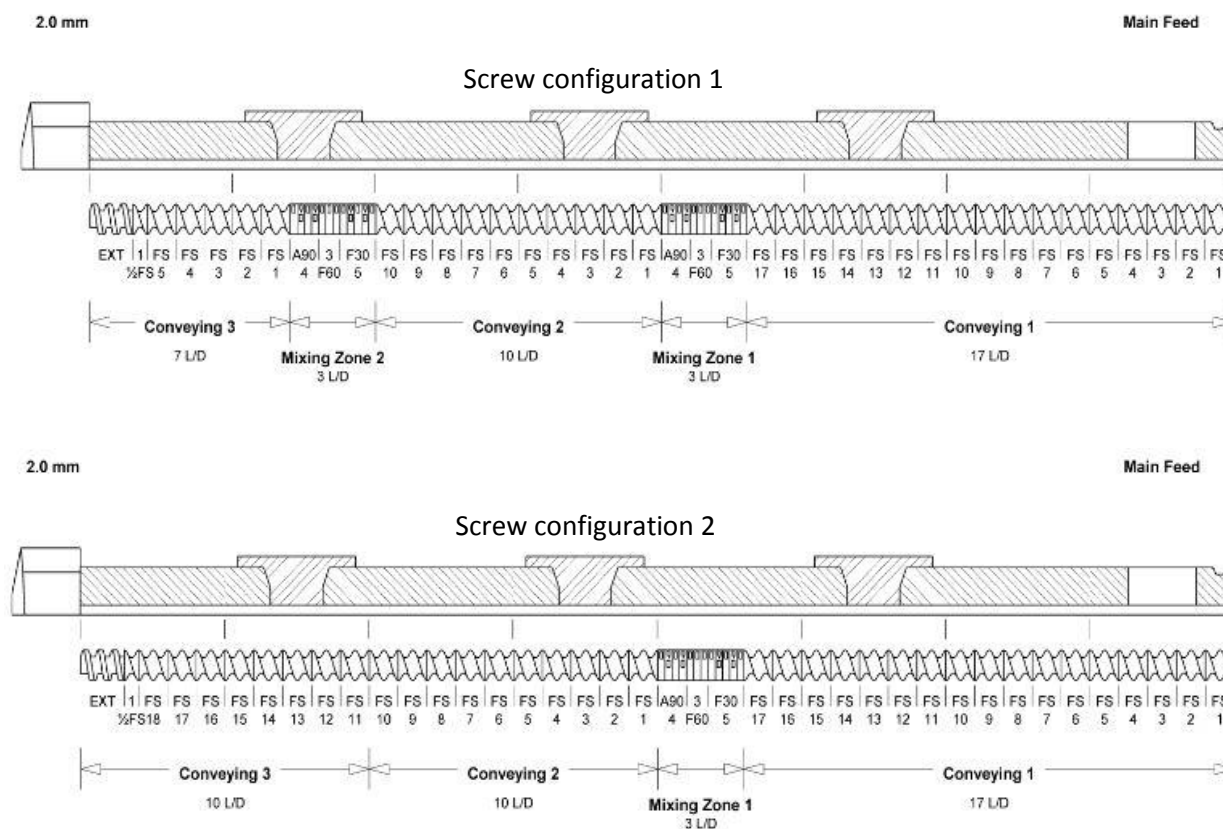 2.0 mm Main Feed
Screw configuration 1
EXT 1 FS FS FS FS FS A90 3 F30 FS FS FS FS FS FS FS FS FS FS A90 3 F30 FS FS FS FS FS FS FS FS FS FS FS FS FS FS FS FS FS
½FS 5 4 3 2 1 4 F60 5 10 9 8 7 6 5 4 3 2 1 4 F60 5 17 16 15 14 13 12 11 10 9 8 7 6 5 4 3 2 1
Conveying 3 Conveying 2 Conveying 1
7 L/D Mixing Zone 2 10 L/D Mixing Zone 1 17 L/D
3 L/D 3 L/D
2.0 mm Main Feed
Screw configuration 2
EXT 1 FS FS FS FS FS FS FS FS FS FS FS FS FS FS FS FS FS FS A90 3 F30 FS FS FS FS FS FS FS FS FS FS FS FS FS FS FS FS FS
½FS 18 17 16 15 14 13 12 11 10 9 8 7 6 5 4 3 2 1 4 F60 5 17 16 15 14 13 12 11 10 9 8 7 6 5 4 3 2 1
Conveying 3 Conveying 2 Conveying 1
10 L/D 10 L/D Mixing Zone 1 17 L/D
3 L/D